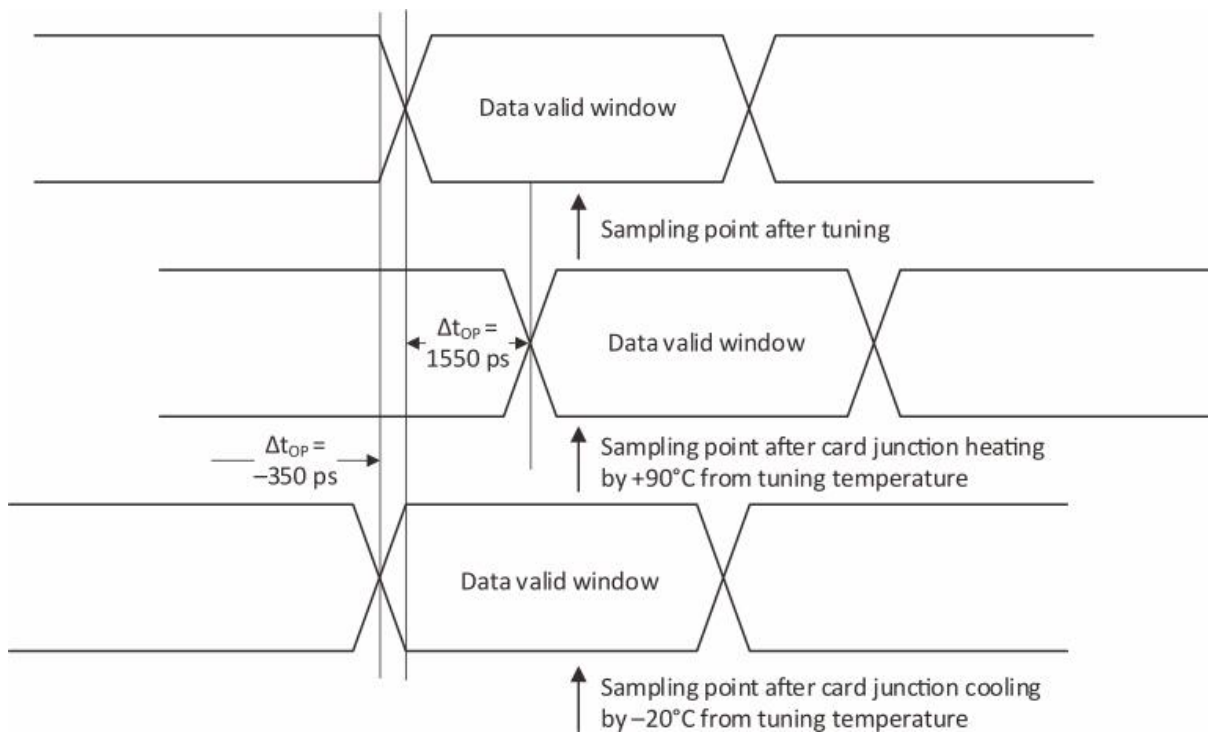 Data valid window
Sampling point after tuning
Δt_OP =
1550 ps
Data valid window
Δt_OP =
–350 ps
Sampling point after card junction heating
by +90°C from tuning temperature
Data valid window
Sampling point after card junction cooling
by –20°C from tuning temperature